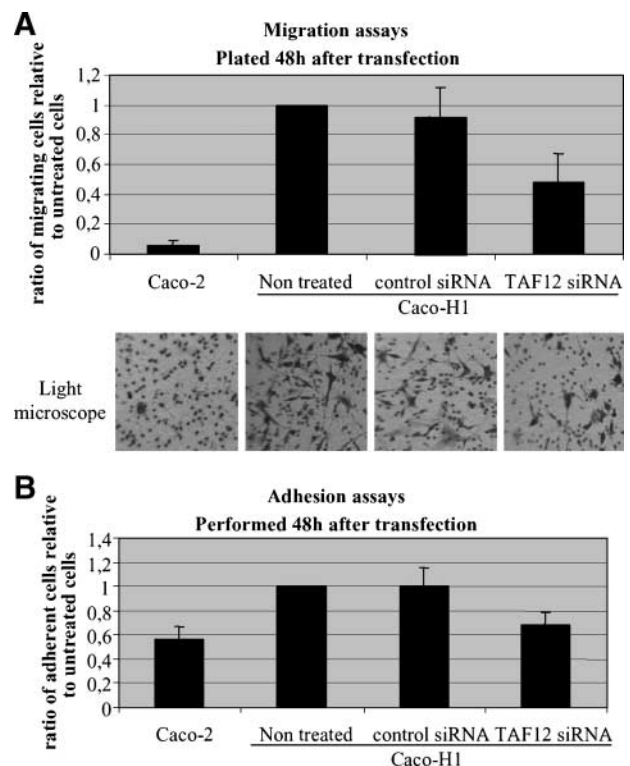 A
Migration assays
Plated 48h after transfection
ratio of migrating cells relative
to untreated cells
1,2
1
0,8
0,6
0,4
0,2
0
Caco-2
Non treated
control siRNA
TAF12 siRNA
Caco-H1
Light
microscope
B
Adhesion assays
Performed 48h after transfection
ratio of adherent cells relative
to untreated cells
1,4
1,2
1
0,8
0,6
0,4
0,2
0
Caco-2
Non treated
control siRNA
TAF12 siRNA
Caco-H1